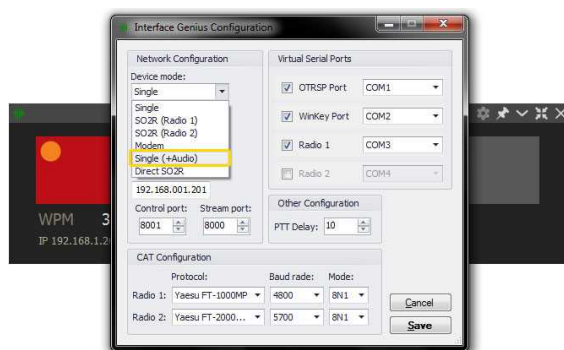 Interface Genius Configuration
Network Configuration
Device mode:
Single
Single
SO2R (Radio 1)
SO2R (Radio 2)
Modem
Single (+Audio)
Direct SO2R
192.168.001.201
Control port: Stream port:
8001 8000
Virtual Serial Ports
OTRSP Port COM1
WinKey Port COM2
Radio 1 COM3
Radio 2 COM4
Other Configuration
PTT Delay: 10
CAT Configuration
Protocol: Baud rade: Mode:
Radio 1: Yaesu FT-1000MP 4800 8N1
Radio 2: Yaesu FT-2000... 5700 8N1
Cancel
Save
WPM 3
IP 192.168.1.20